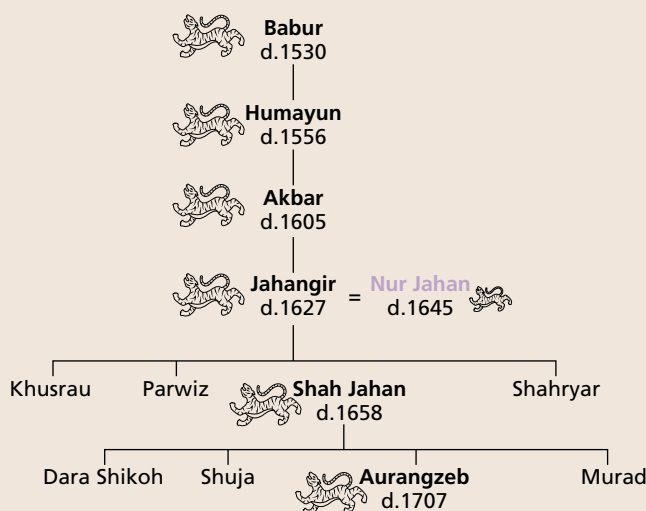 Babur
d.1530
Humayun
d.1556
Akbar
d.1605
Jahangir = Nur Jahan
d.1627 d.1645
Khusrau Parwiz Shah Jahan Shahryar
d.1658
Dara Shikoh Shuja Aurangzeb Murad
d.1707